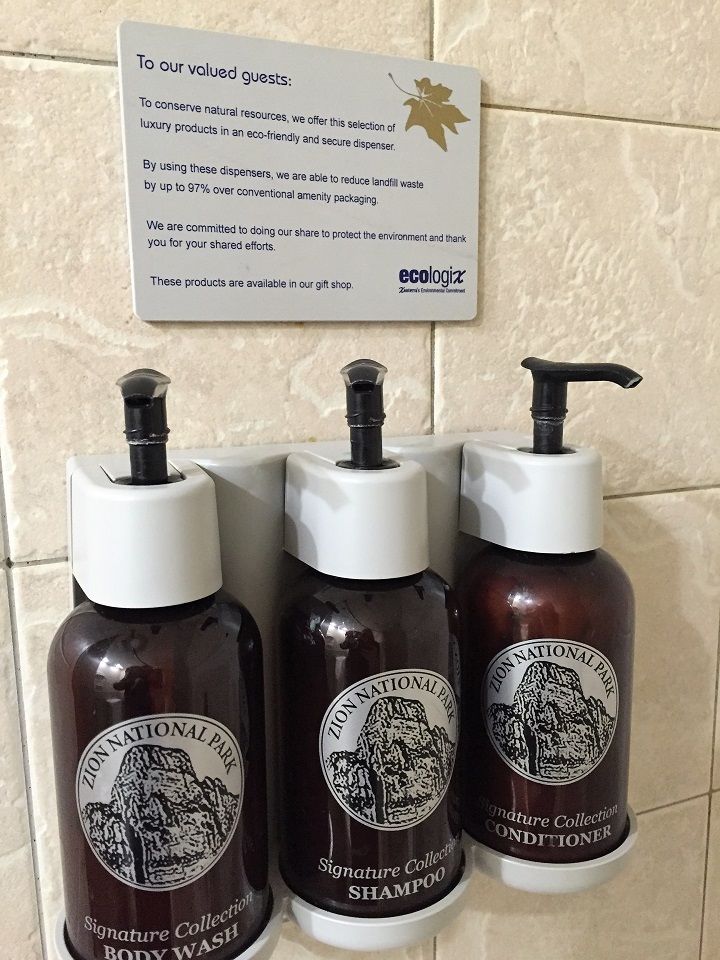 To our valued guests:
To conserve natural resources, we offer this selection of
luxury products in an eco-friendly and secure dispenser.
By using these dispensers, we are able to reduce landfill waste
by up to 97% over conventional amenity packaging.
We are committed to doing our share to protect the environment and thank
you for your shared efforts.
These products are available in our gift shop.
ecologix
Xanterra's Environmental Commitment
ZION NATIONAL PARK
Signature Collection
BODY WASH
ZION NATIONAL PARK
Signature Collection
SHAMPOO
ZION NATIONAL PARK
Signature Collection
CONDITIONER